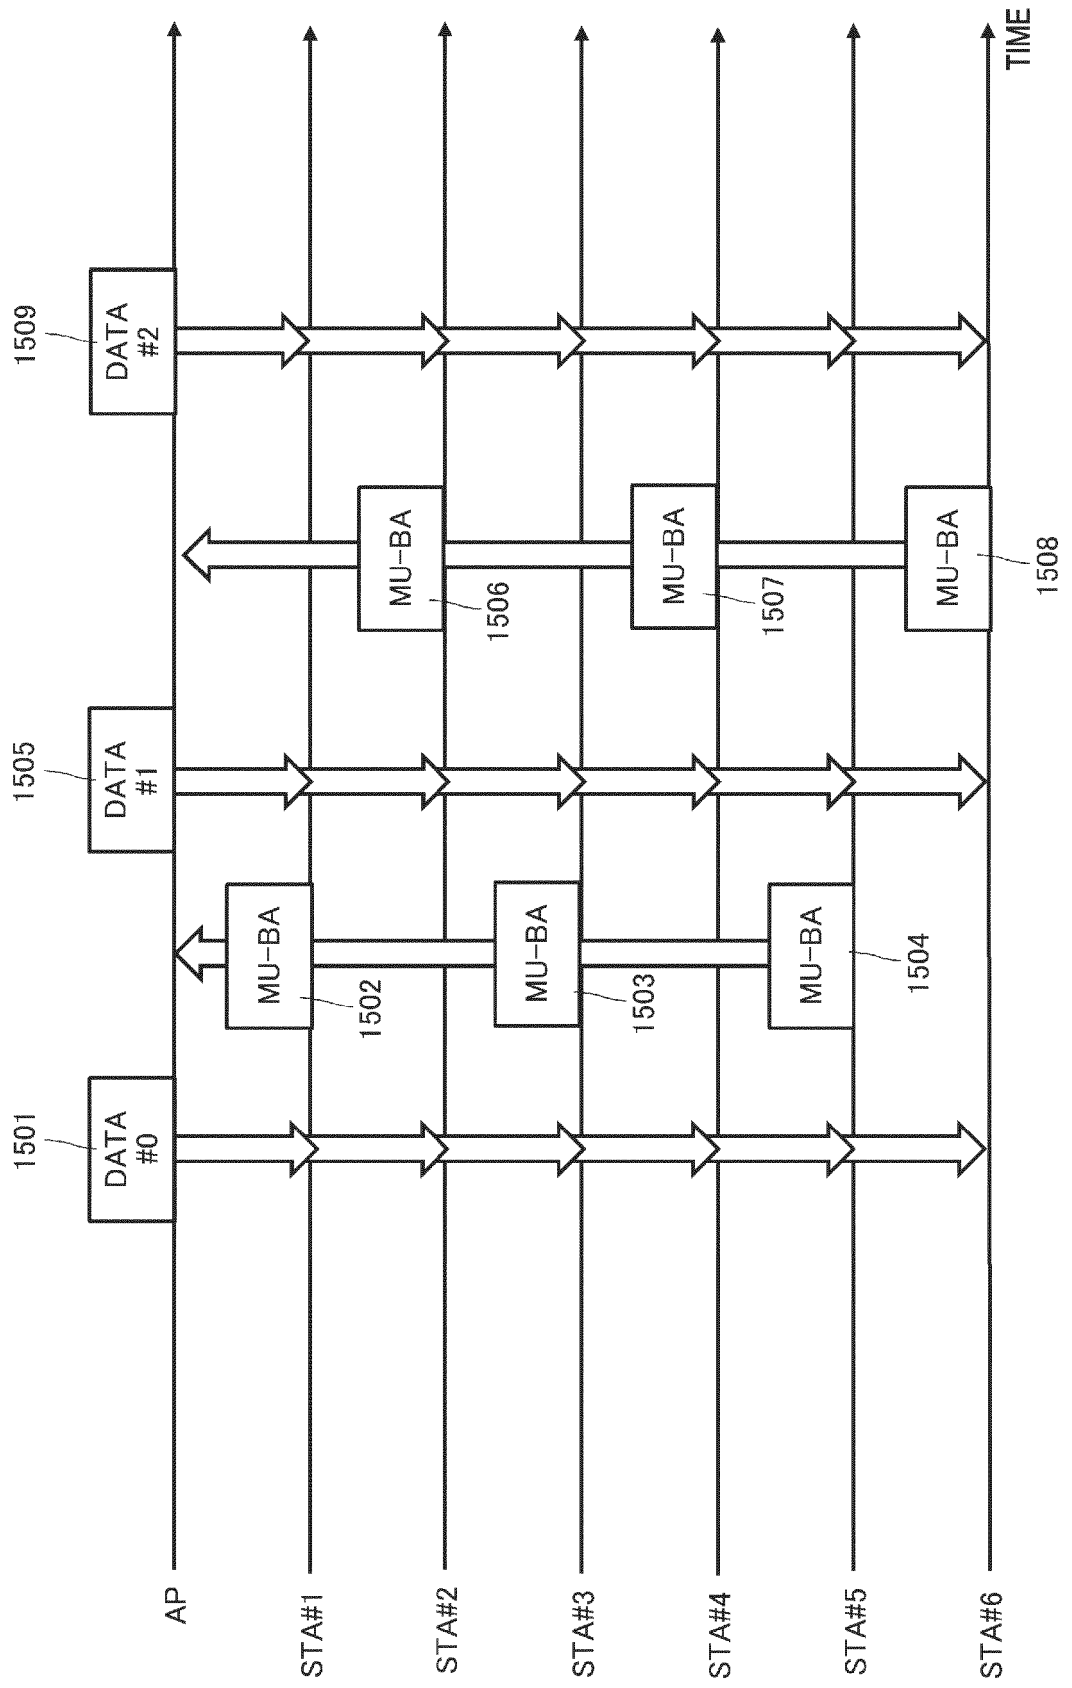 1501
DATA
#0
1505
DATA
#1
1509
DATA
#2
AP
MU-BA
1502
STA#1
MU-BA
1506
STA#2
MU-BA
1503
STA#3
MU-BA
1507
STA#4
MU-BA
1504
STA#5
MU-BA
1508
STA#6
TIME